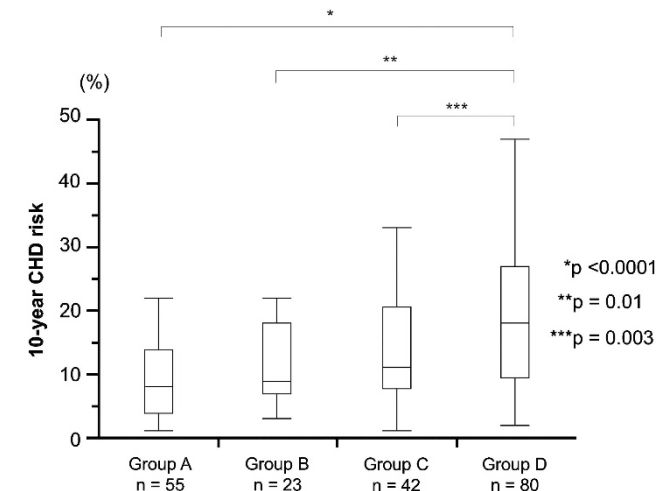 *
**
(%)
***
50
40
30
20
10
0
10-year CHD risk
*p <0.0001
**p = 0.01
***p = 0.003
Group A Group B Group C Group D
n = 55 n = 23 n = 42 n = 80